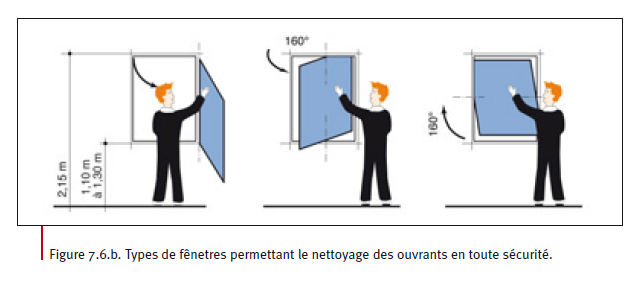 160°
160°
2,15 m
1,10 m
à 1,30 m
Figure 7.6.b. Types de fênetres permettant le nettoyage des ouvrants en toute sécurité.